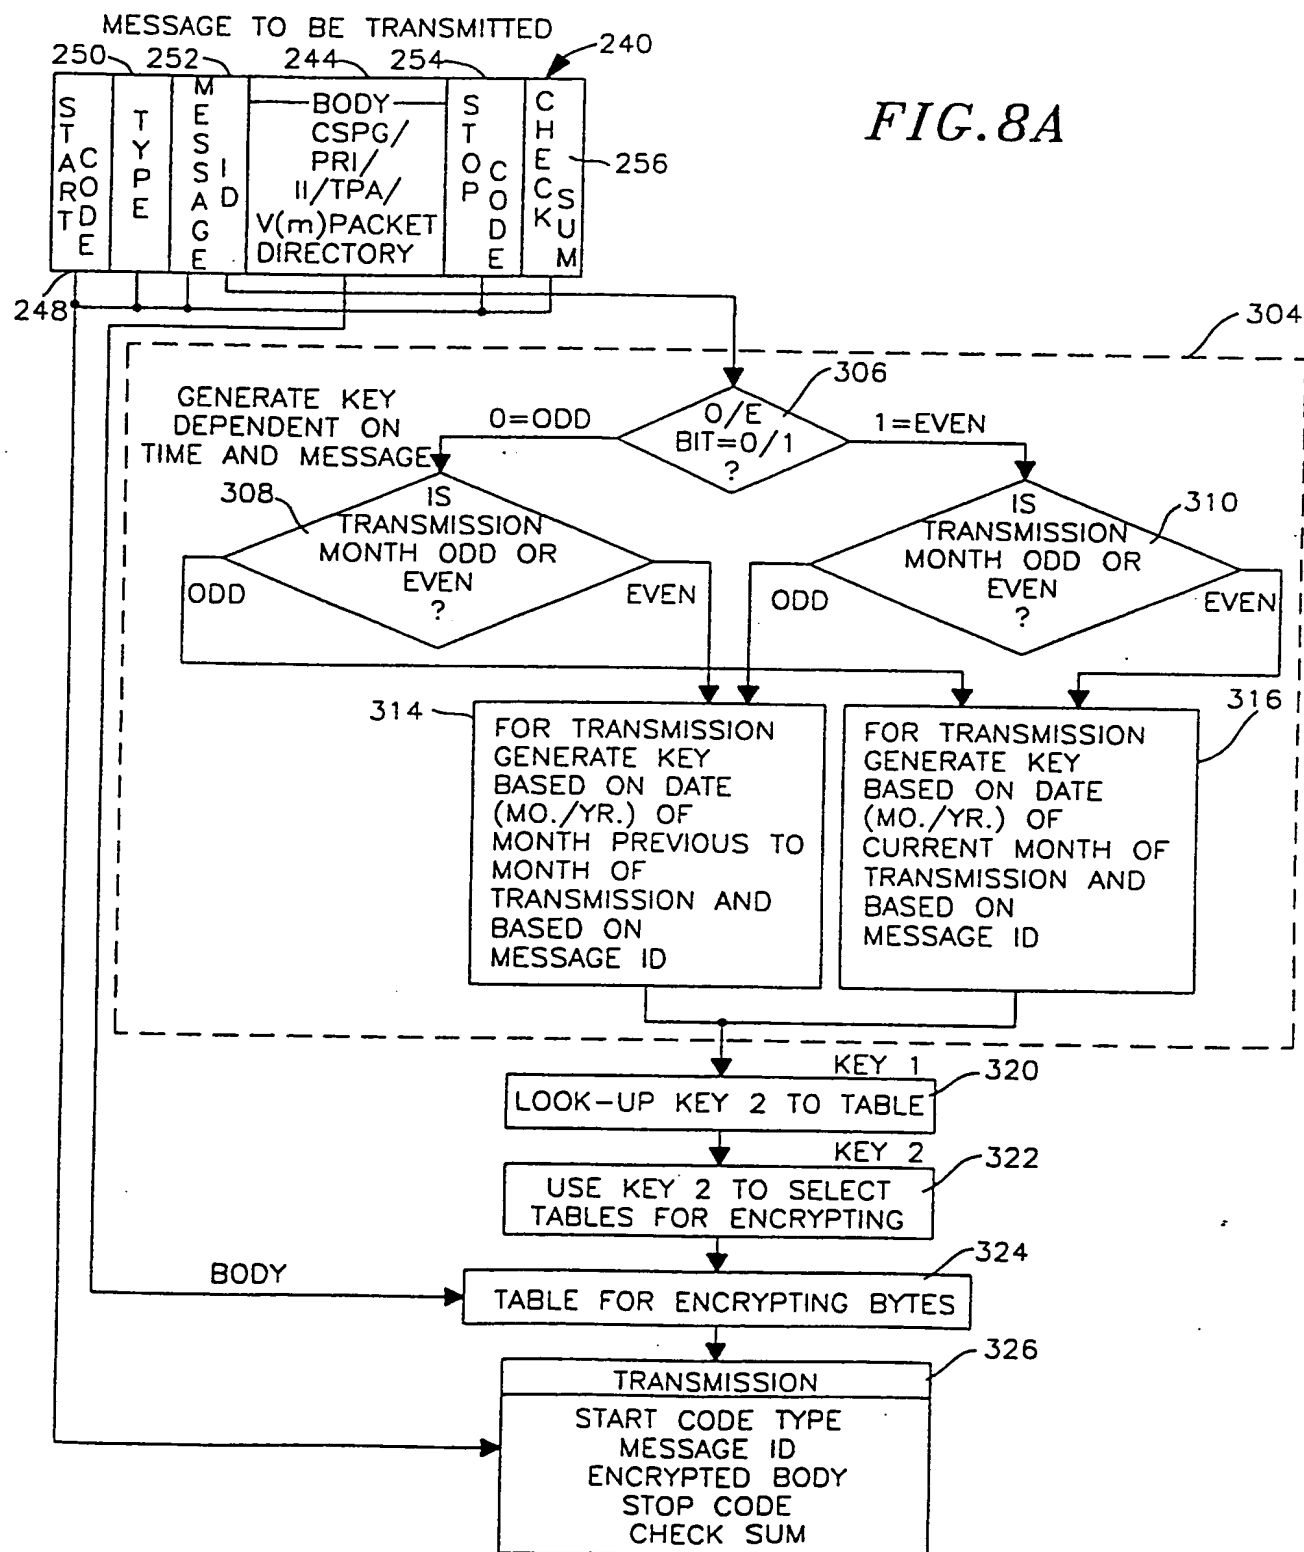 MESSAGE TO BE TRANSMITTED
250 252 244 254 240
FIG.8A
START CODE
TYPE
MESSAGE ID
BODY
CSPG/
PRI/
II/TPA/
V(m)PACKET
DIRECTORY
STOP CODE
CHECK SUM
256
248
304
306
GENERATE KEY
DEPENDENT ON
TIME AND MESSAGE
0=ODD
O/E
BIT=0/1
?
1=EVEN
308
IS
TRANSMISSION
MONTH ODD OR
EVEN
?
ODD
EVEN
310
IS
TRANSMISSION
MONTH ODD OR
EVEN
?
ODD
EVEN
314
FOR TRANSMISSION
GENERATE KEY
BASED ON DATE
(MO./YR.) OF
MONTH PREVIOUS TO
MONTH OF
TRANSMISSION AND
BASED ON
MESSAGE ID
316
FOR TRANSMISSION
GENERATE KEY
BASED ON DATE
(MO./YR.) OF
CURRENT MONTH OF
TRANSMISSION AND
BASED ON
MESSAGE ID
KEY 1
320
LOOK-UP KEY 2 TO TABLE
KEY 2
322
USE KEY 2 TO SELECT
TABLES FOR ENCRYPTING
324
BODY
TABLE FOR ENCRYPTING BYTES
326
TRANSMISSION
START CODE TYPE
MESSAGE ID
ENCRYPTED BODY
STOP CODE
CHECK SUM